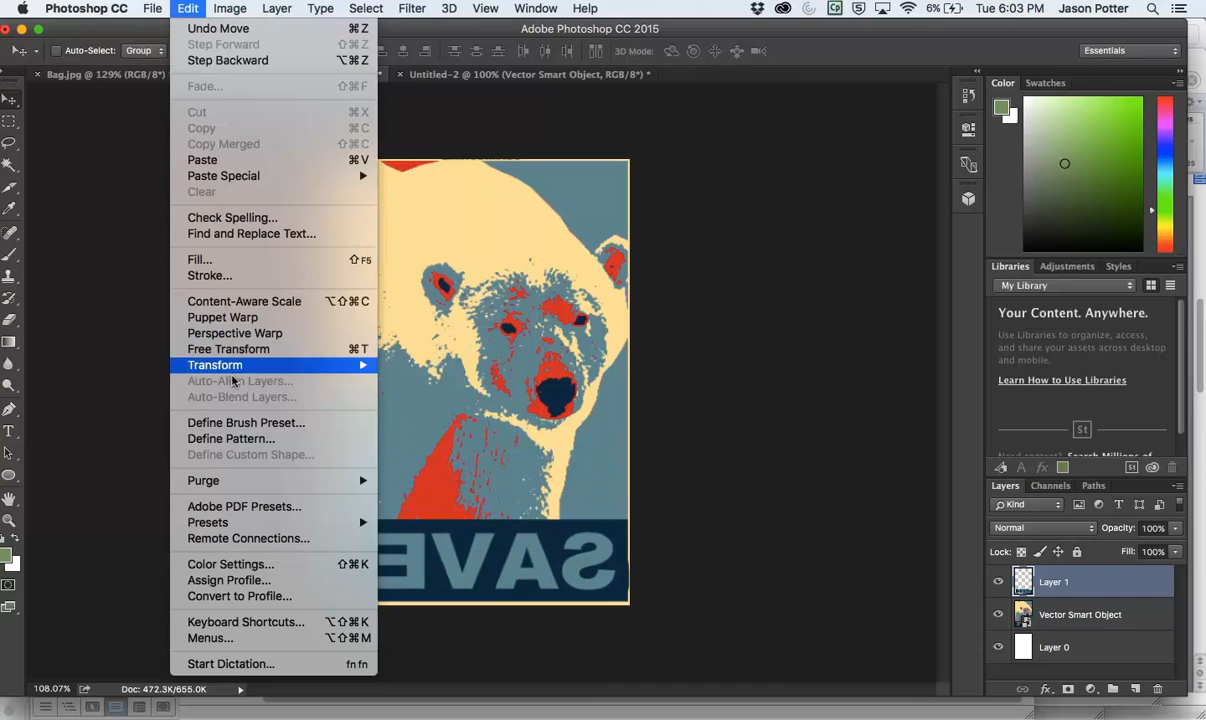 Photoshop CC File Edit Image Layer Type Select Filter 3D View Window Help 6% Tue 6:03 PM Jason Potter
Adobe Photoshop CC 2015
Auto-Select: Group 3D Mode: Essentials
Bag.jpg @ 129% (RGB/8*) Untitled-2 @ 100% (Vector Smart Object, RGB/8*) *
Undo Move ⌘Z
Step Forward ⇧⌘Z
Step Backward ⌥⌘Z
Fade... ⇧⌘F
Cut ⌘X
Copy ⌘C
Copy Merged ⇧⌘C
Paste ⌘V
Paste Special
Clear
Check Spelling...
Find and Replace Text...
Fill... ⇧F5
Stroke...
Content-Aware Scale ⌥⇧⌘C
Puppet Warp
Perspective Warp
Free Transform ⌘T
Transform
Auto-Align Layers...
Auto-Blend Layers...
Define Brush Preset...
Define Pattern...
Define Custom Shape...
Purge
Adobe PDF Presets...
Presets
Remote Connections...
Color Settings... ⇧⌘K
Assign Profile...
Convert to Profile...
Keyboard Shortcuts... ⌥⇧⌘K
Menus... ⌥⇧⌘M
Start Dictation... fn fn
SAVE
108.07% Doc: 472.3K/655.0K
Color Swatches
Libraries Adjustments Styles
My Library
Your Content. Anywhere.
Use Libraries to organize, access,
and share your assets across desktop
and mobile.
Learn How to Use Libraries
St
St
Layers Channels Paths
Kind
Normal Opacity: 100%
Lock: Fill: 100%
Layer 1
Vector Smart Object
Layer 0